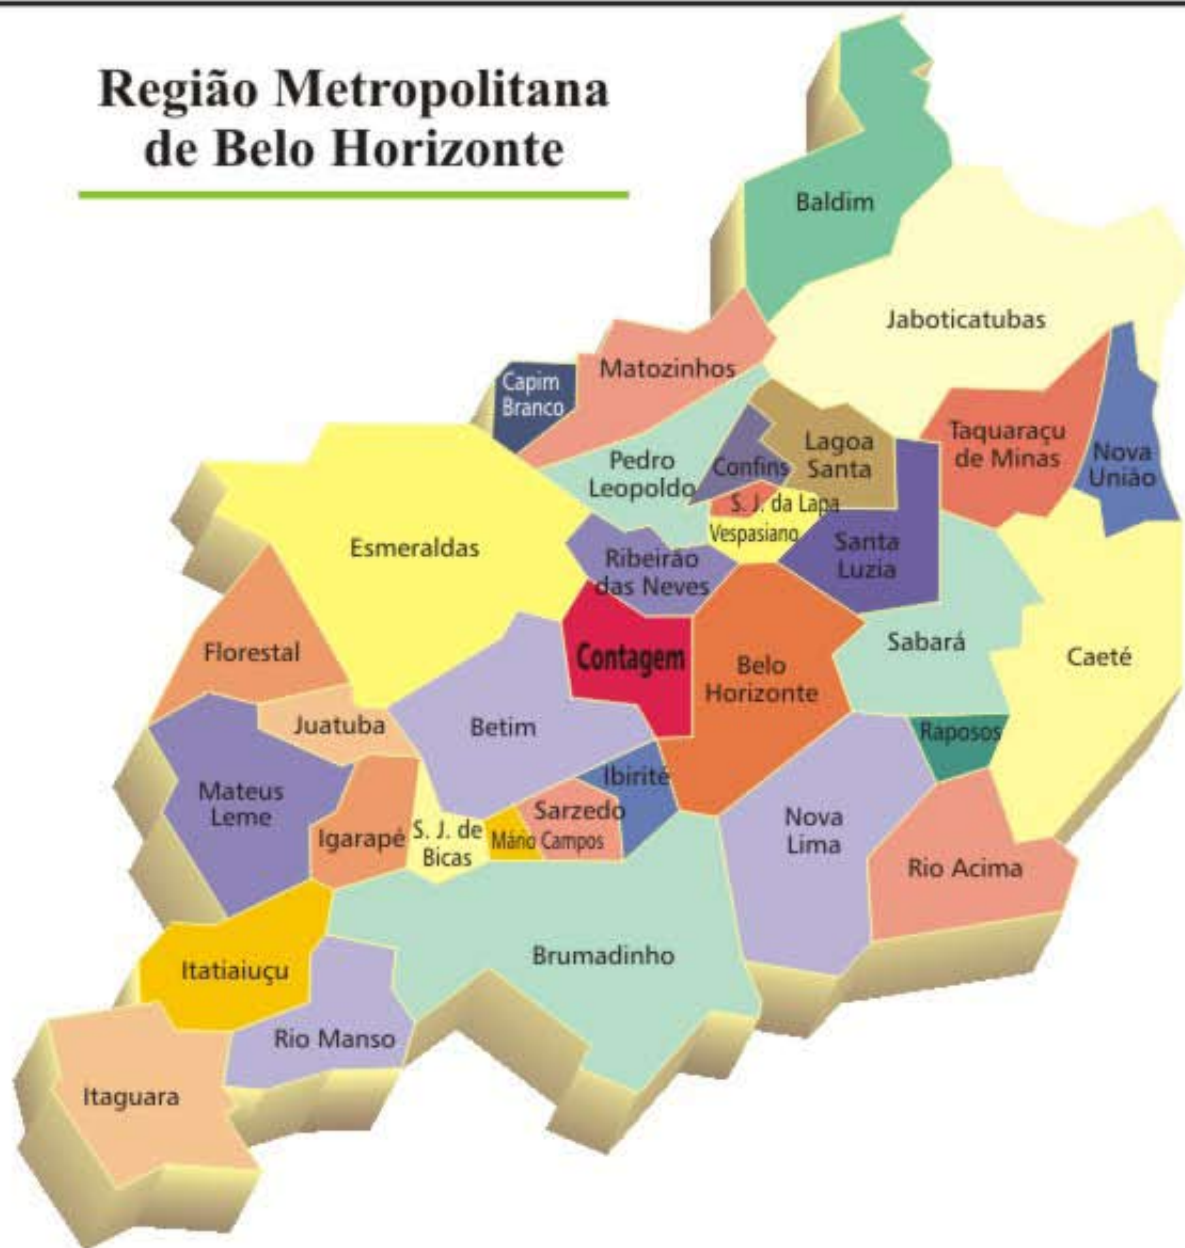 Região Metropolitana
de Belo Horizonte
Baldim
Jaboticatubas
Matozinhos
Capim
Branco
Taquaraçu
de Minas
Nova
União
Lagoa
Santa
Pedro
Leopoldo
Confins
S. J. da Lapa
Vespasiano
Santa
Luzia
Esmeraldas
Ribeirão
das Neves
Florestal
Contagem
Belo
Horizonte
Sabará
Caeté
Juatuba
Betim
Raposos
Mateus
Leme
Ibirité
Igarapé
S. J. de
Bicas
Sarzedo
Mário Campos
Nova
Lima
Rio Acima
Itatiaiuçu
Brumadinho
Rio Manso
Itaguara